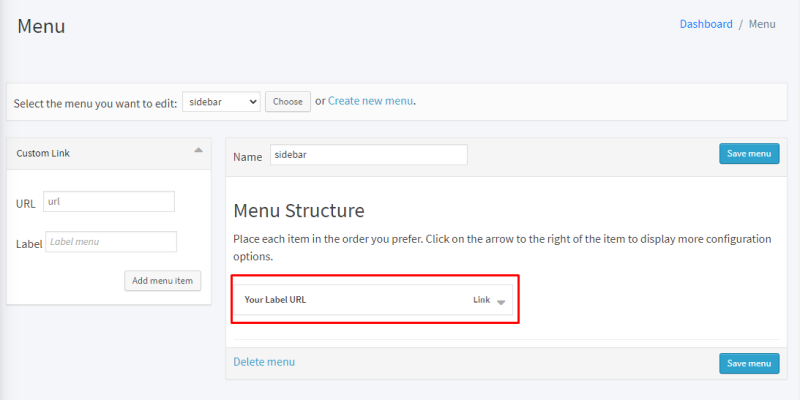 Menu
Dashboard / Menu
Select the menu you want to edit: sidebar Choose or Create new menu.
Custom Link
URL url
Label Label menu
Add menu item
Name sidebar Save menu
Menu Structure
Place each item in the order you prefer. Click on the arrow to the right of the item to display more configuration
options.
Your Label URL Link
Delete menu Save menu